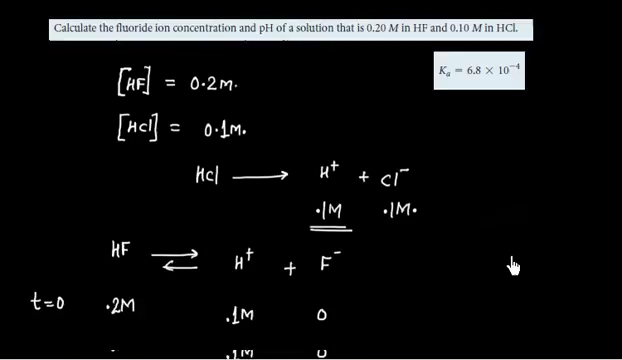 Calculate the fluoride ion concentration and pH of a solution that is 0.20 M in HF and 0.10 M in HCl.
Kₐ = 6.8 × 10⁻⁴
[HF] = 0.2M.
[HCl] = 0.1M.
HCl ⟶ H⁺ + Cl⁻
.1M .1M.
HF ⇌ H⁺ + F⁻
t=0 .2M .1M 0